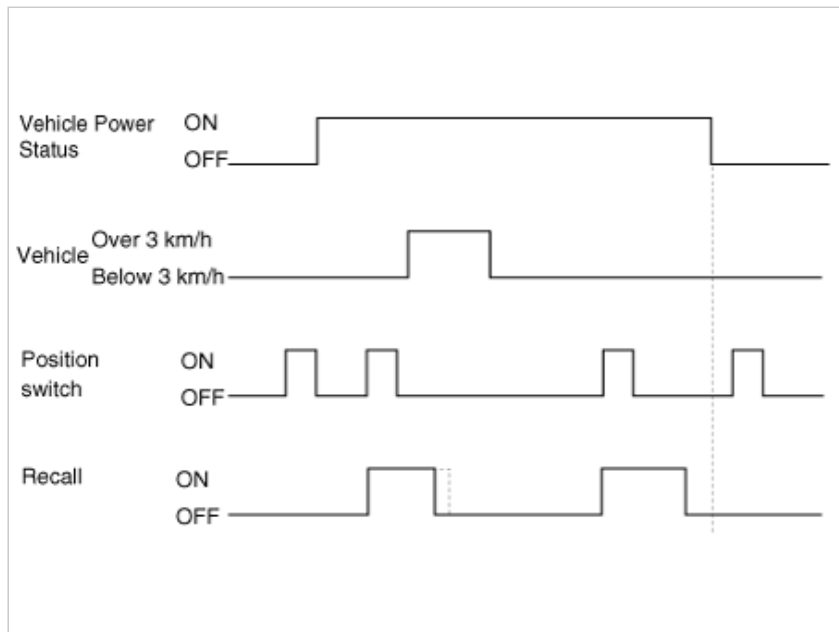 Vehicle Power
Status
ON
OFF
Vehicle
Over 3 km/h
Below 3 km/h
Position
switch
ON
OFF
Recall
ON
OFF